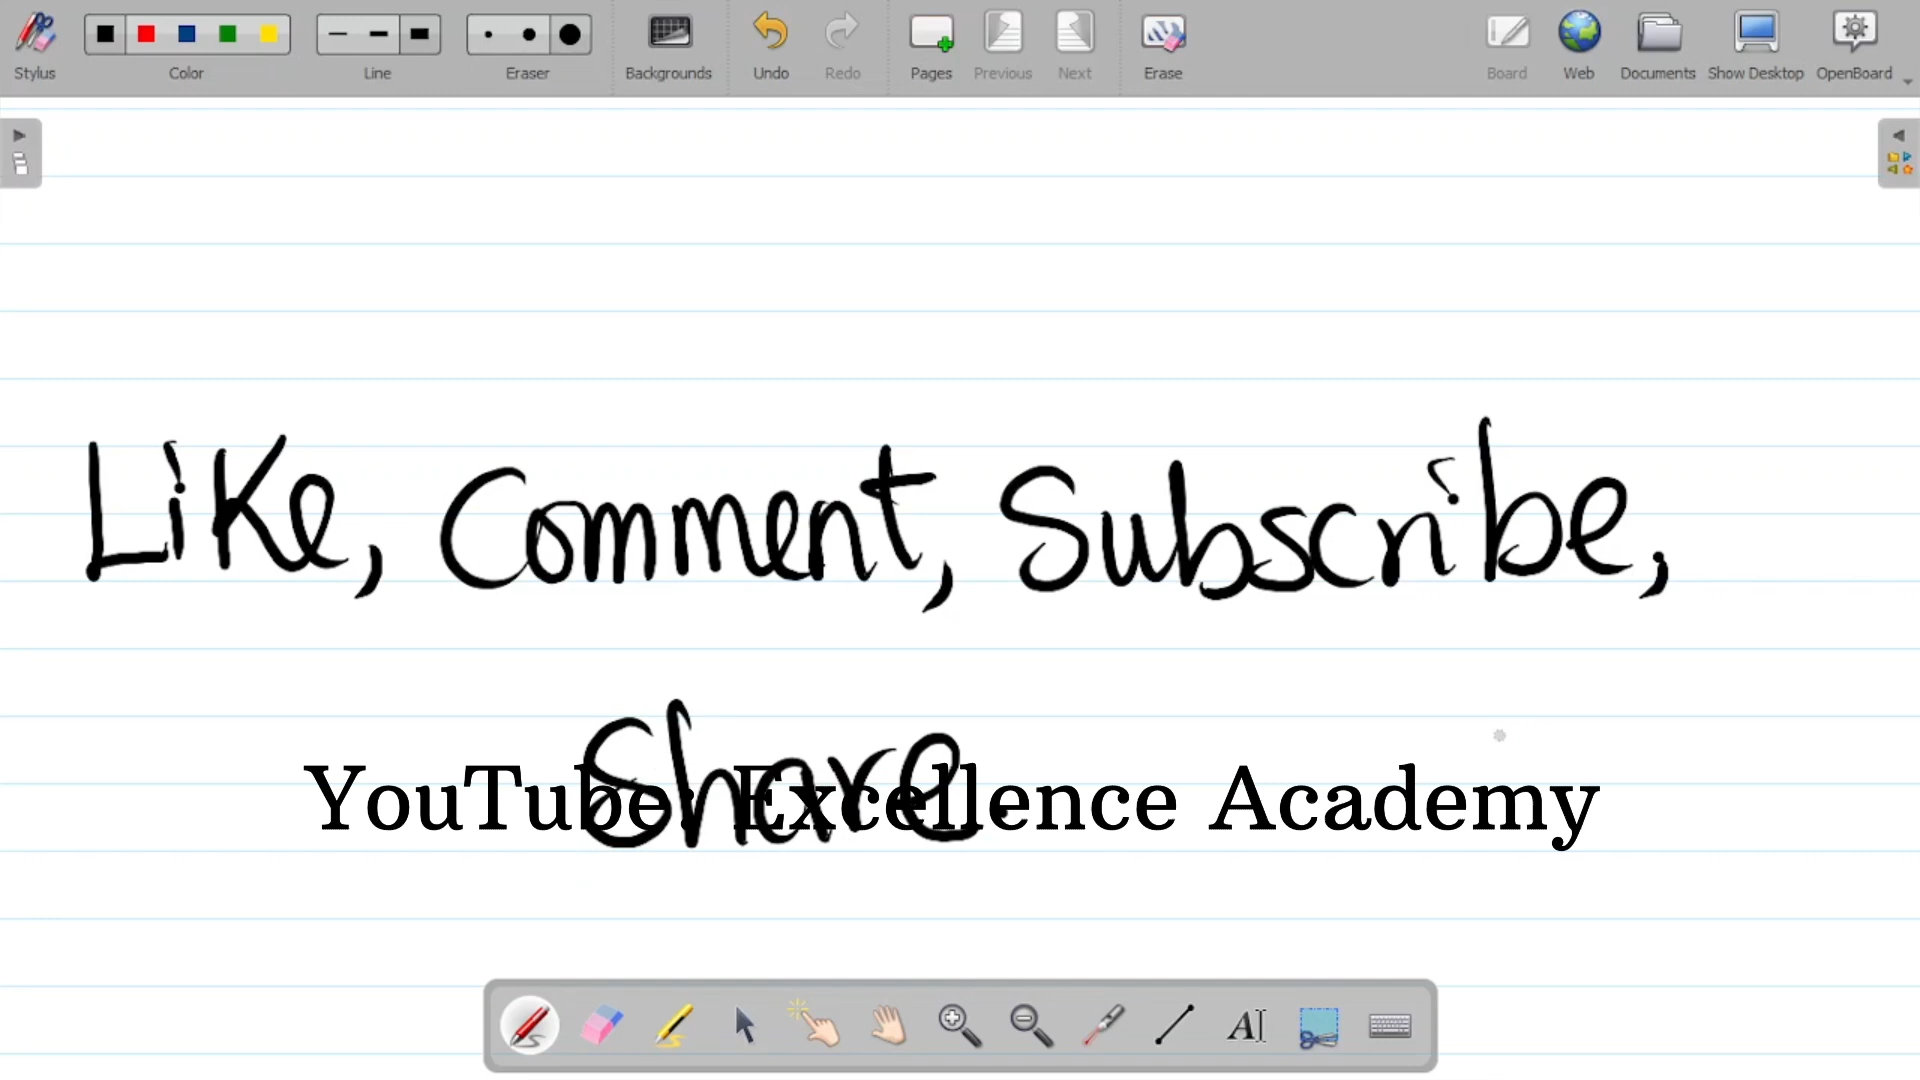 Stylus
Color
Line
Eraser
Backgrounds
Undo
Redo
Pages
Previous
Next
Erase
Board
Web
Documents
Show Desktop
OpenBoard
Like, Comment, Subscribe,
Share.
YouTube: Excellence Academy
AI